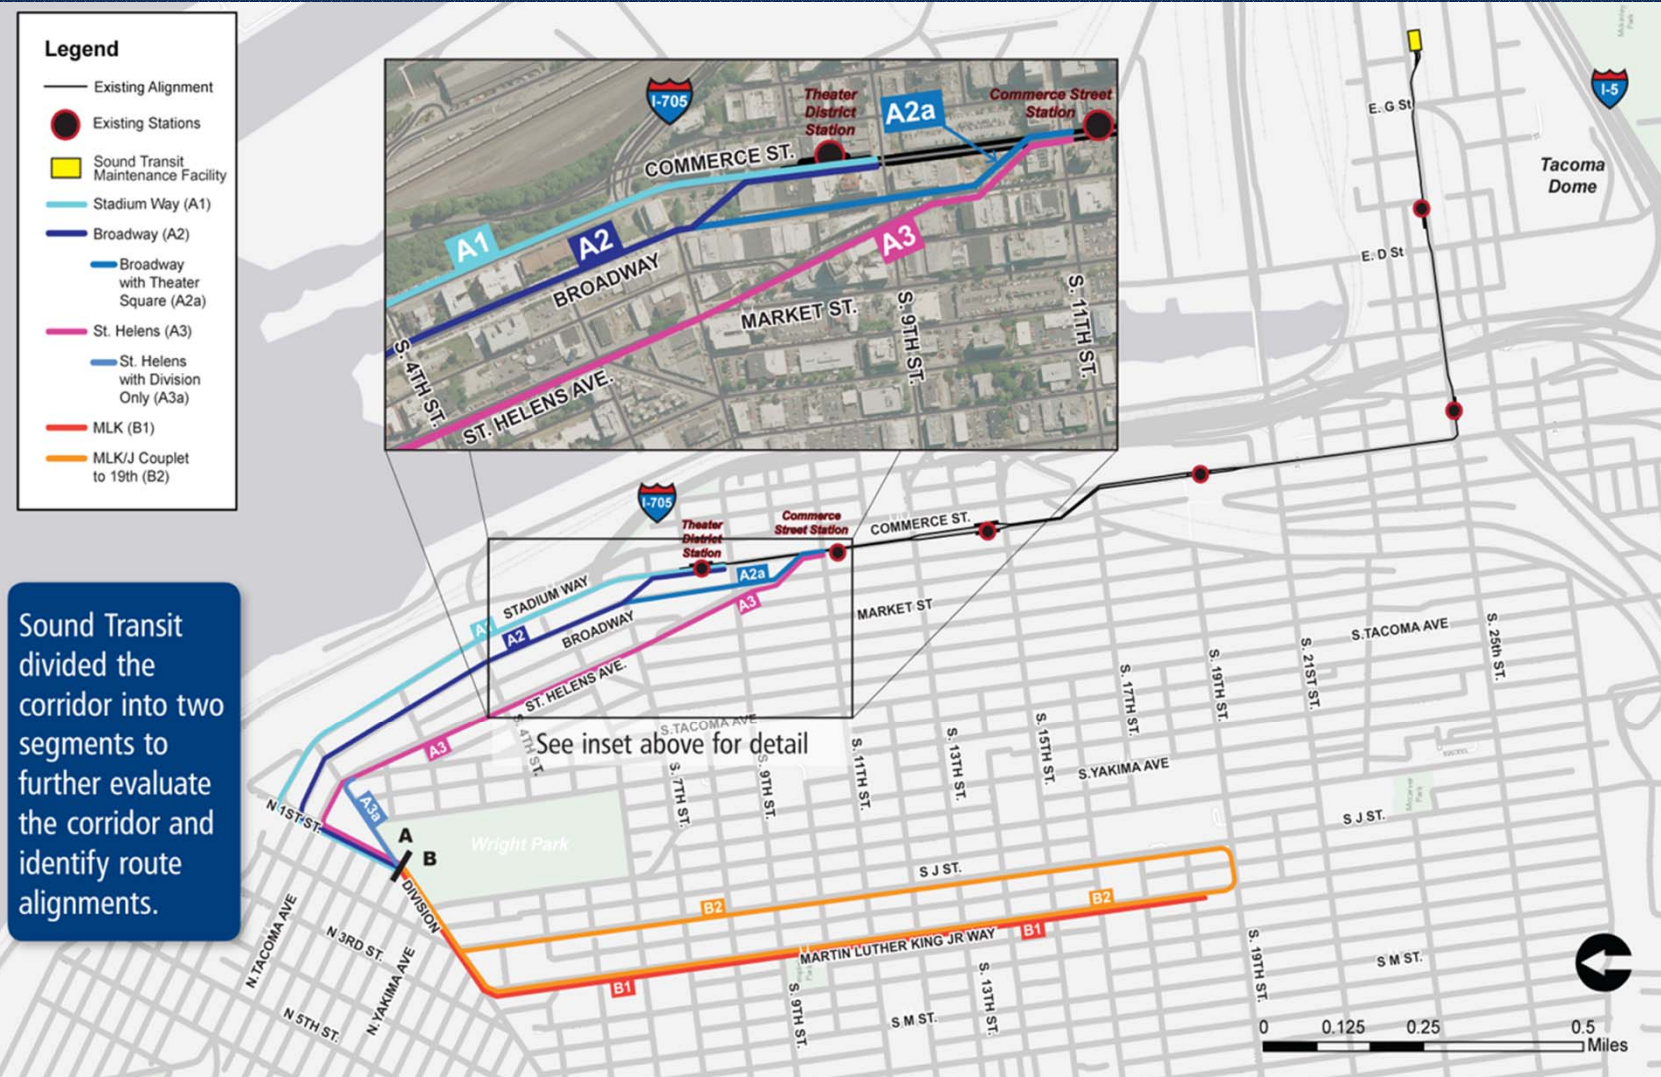 Legend
Existing Alignment
Existing Stations
Sound Transit
Maintenance Facility
Stadium Way (A1)
Broadway (A2)
Broadway
with Theater
Square (A2a)
St. Helens (A3)
St. Helens
with Division
Only (A3a)
MLK (B1)
MLK/J Couplet
to 19th (B2)
I-705
Theater
District
Station
A2a
Commerce Street
Station
COMMERCE ST.
A1
A2
BROADWAY
A3
MARKET ST.
S. 9TH ST.
S. 11TH ST.
S. 4TH ST.
ST. HELENS AVE.
I-5
E. G St
Tacoma
Dome
E. D St
I-705
Theater
District
Station
Commerce
Street Station
COMMERCE ST.
STADIUM WAY
A2a
A3
MARKET ST
A1
A2
BROADWAY
ST. HELENS AVE.
S. 4TH ST.
S.TACOMA AVE
See inset above for detail
A3
S. 7TH ST.
S. 9TH ST.
S. 11TH ST.
S. 13TH ST.
S. 15TH ST.
S. 17TH ST.
S. 19TH ST.
S. 21ST ST.
S. 25th ST.
S.TACOMA AVE
S.YAKIMA AVE
S J ST.
Sound Transit
divided the
corridor into two
segments to
further evaluate
the corridor and
identify route
alignments.
N 1ST ST.
A3a
A
B
Wright Park
DIVISION
S J ST.
B2
B2
B1
MARTIN LUTHER KING JR WAY
B1
N.TACOMA AVE
N 3RD ST.
N.YAKIMA AVE
N 5TH ST.
S. 9TH ST.
S M ST.
S. 13TH ST.
S. 19TH ST.
S M ST.
0 0.125 0.25 0.5
Miles